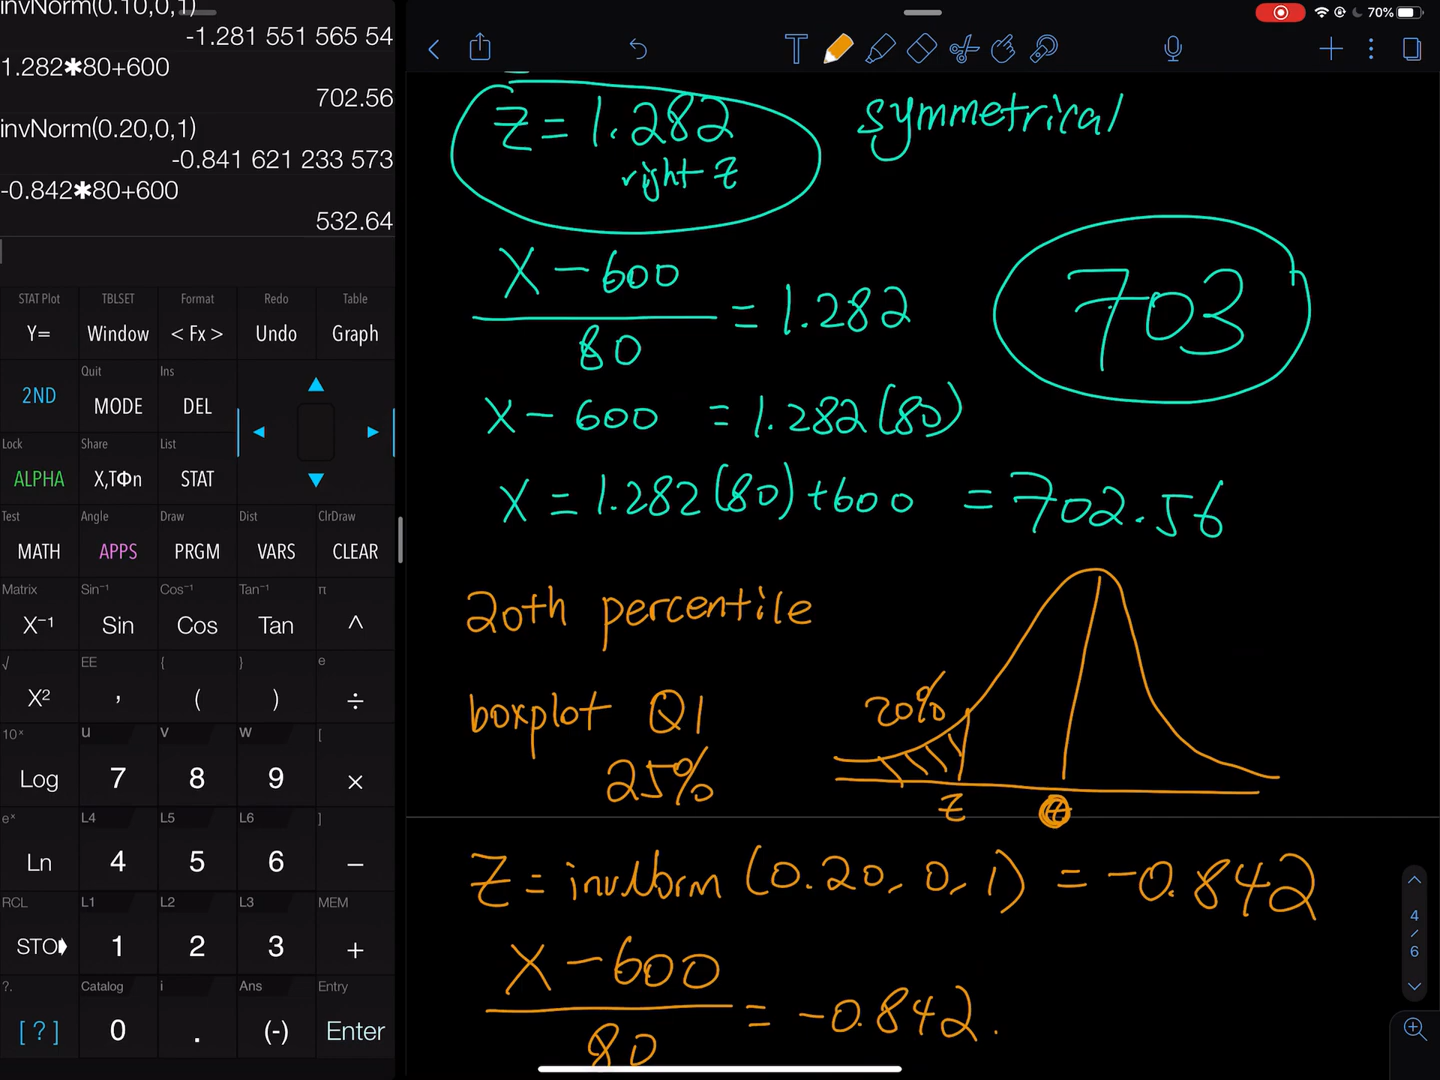 invNorm(0.10,0,1)
-1.281 551 565 54
1.282✱80+600
702.56
invNorm(0.20,0,1)
-0.841 621 233 573
-0.842✱80+600
532.64
STAT Plot TBLSET Format Redo Table
Y= Window < Fx > Undo Graph
Quit Ins
2ND MODE DEL
Lock Share List
ALPHA X,TΦn STAT
Test Angle Draw Dist ClrDraw
MATH APPS PRGM VARS CLEAR
Matrix Sin⁻¹ Cos⁻¹ Tan⁻¹ π
X⁻¹ Sin Cos Tan ^
√ EE { } e
X² , ( ) ÷
10ˣ u v w [
Log 7 8 9 ×
eˣ L4 L5 L6 ]
Ln 4 5 6 −
RCL L1 L2 L3 MEM
STO 1 2 3 +
?. Catalog i Ans Entry
[ ? ] 0 . (-) Enter
70%
T
z = 1.282
right z
symmetrical
X − 600
80
= 1.282
703
X − 600 = 1.282(80)
X = 1.282(80)+600 = 702.56
20th percentile
boxplot Q1
25%
20%
z
z = invNorm (0.20, 0, 1) = −0.842
X − 600
80
= −0.842.
4
/
6